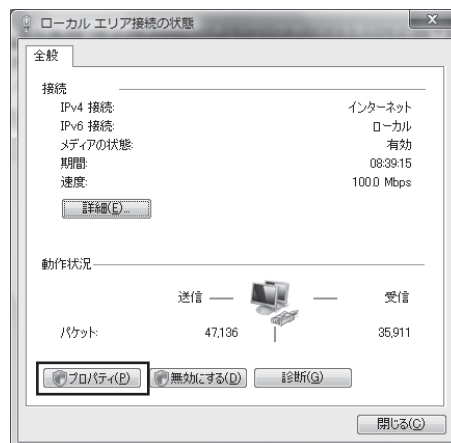 ローカル エリア接続の状態
全般
接続
IPv4 接続: インターネット
IPv6 接続: ローカル
メディアの状態: 有効
期間: 08:39:15
速度: 100.0 Mbps
詳細(E)...
動作状況
送信 受信
パケット: 47,136 35,911
プロパティ(P) 無効にする(D) 診断(G)
閉じる(C)